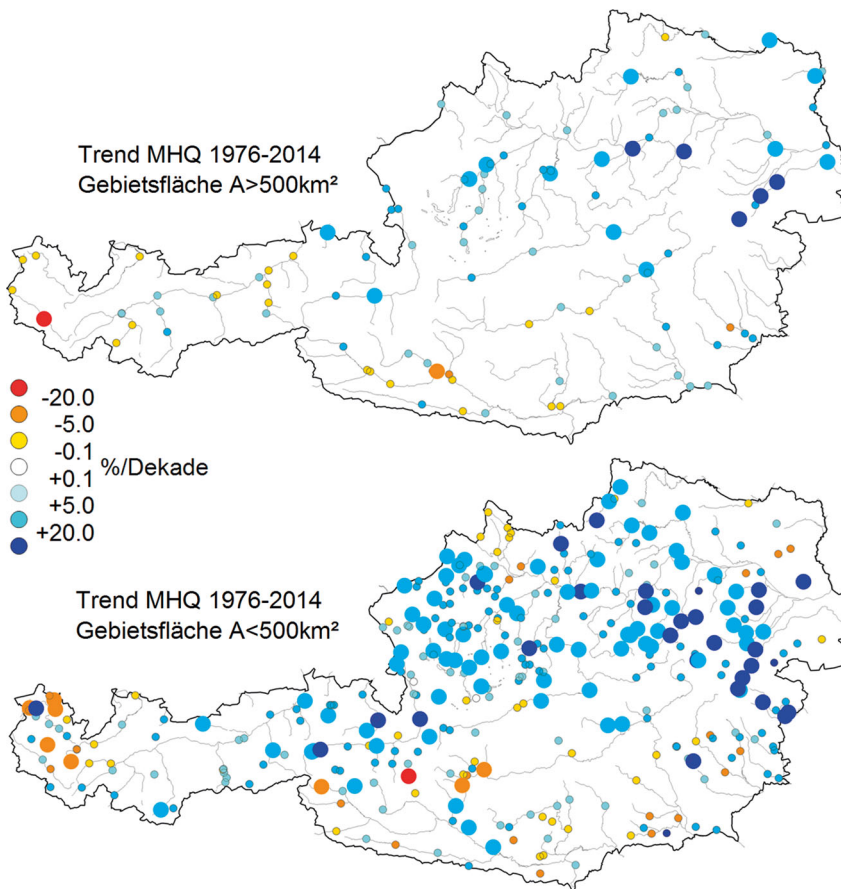 Trend MHQ 1976-2014
Gebietsfläche A>500km²
-20.0
-5.0
-0.1
+0.1 %/Dekade
+5.0
+20.0
Trend MHQ 1976-2014
Gebietsfläche A<500km²